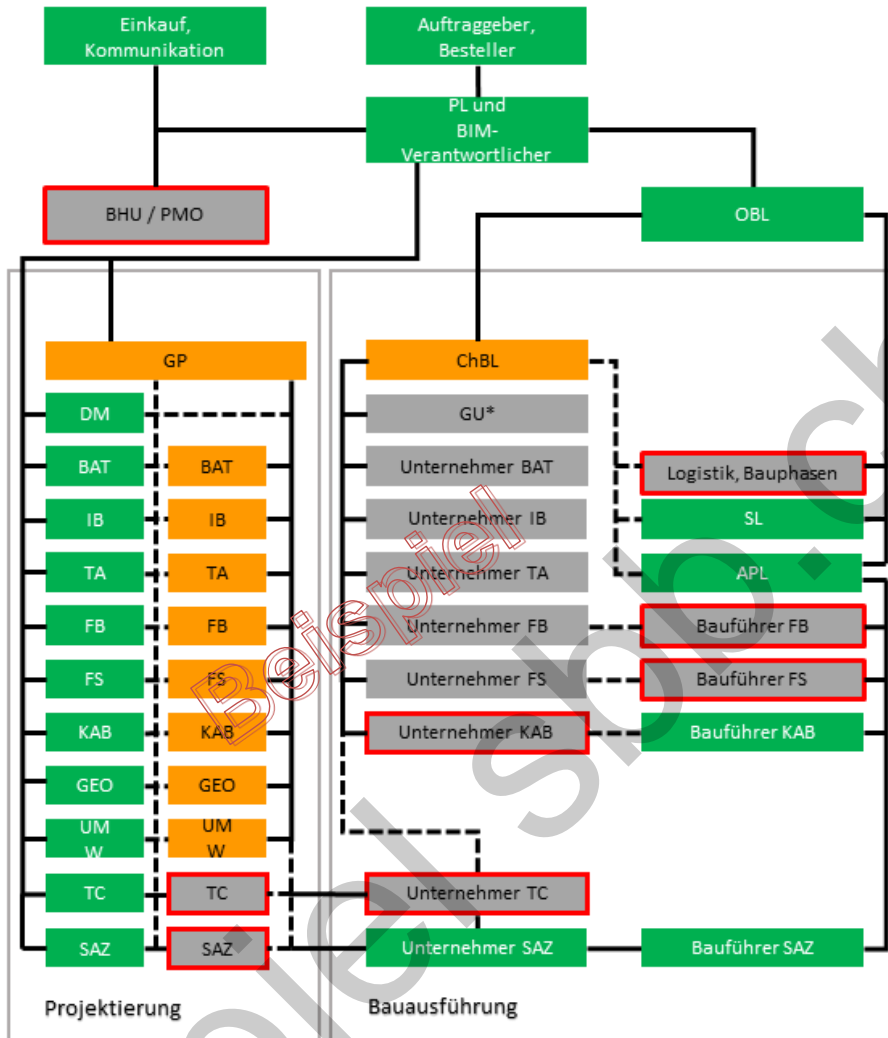 Einkauf,
Kommunikation
Auftraggeber,
Besteller
PL und
BIM-
Verantwortlicher
BHU / PMO
OBL
GP
ChBL
DM
GU*
BAT
BAT
Unternehmer BAT
Logistik, Bauphasen
IB
IB
Unternehmer IB
SL
TA
TA
Unternehmer TA
APL
FB
FB
Unternehmer FB
Bauführer FB
FS
FS
Unternehmer FS
Bauführer FS
KAB
KAB
Unternehmer KAB
Bauführer KAB
GEO
GEO
UM
W
UM
W
TC
TC
Unternehmer TC
SAZ
SAZ
Unternehmer SAZ
Bauführer SAZ
Projektierung
Bauausführung
Beispiel
piel sbb.c